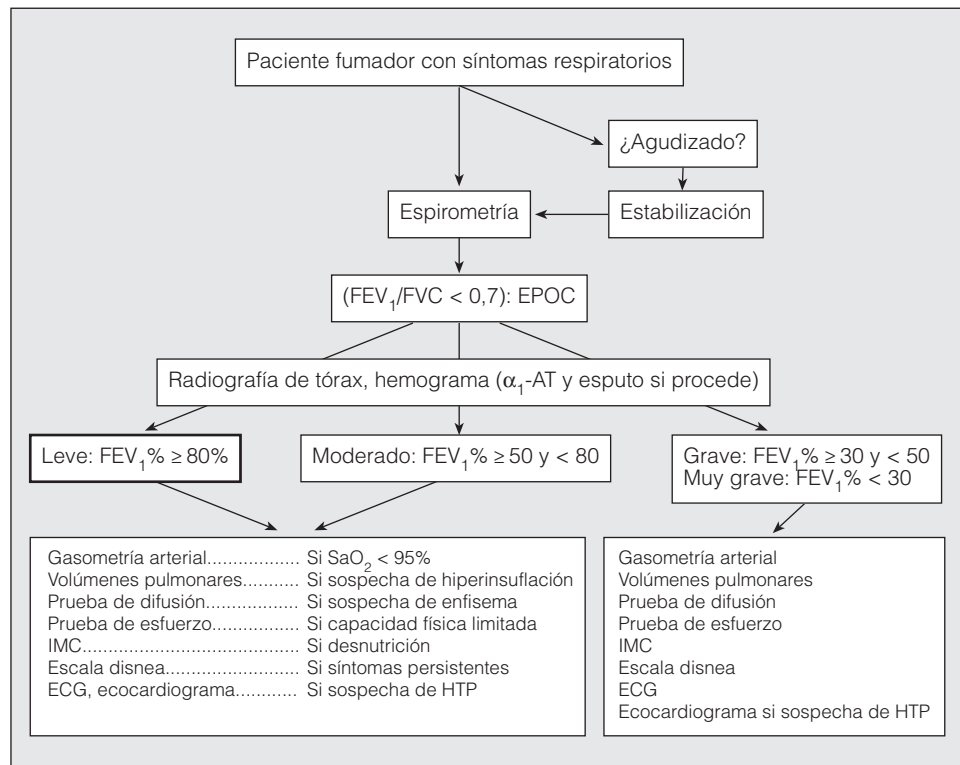 Paciente fumador con síntomas respiratorios
¿Agudizado?
Espirometría
Estabilización
(FEV₁/FVC < 0,7): EPOC
Radiografía de tórax, hemograma (α₁-AT y esputo si procede)
Leve: FEV₁% ≥ 80%
Moderado: FEV₁% ≥ 50 y < 80
Grave: FEV₁% ≥ 30 y < 50
Muy grave: FEV₁% < 30
Gasometría arterial.................. Si SaO₂ < 95%
Volúmenes pulmonares.......... Si sospecha de hiperinsuflación
Prueba de difusión.................. Si sospecha de enfisema
Prueba de esfuerzo................. Si capacidad física limitada
IMC.......................................... Si desnutrición
Escala disnea.......................... Si síntomas persistentes
ECG, ecocardiograma............ Si sospecha de HTP
Gasometría arterial
Volúmenes pulmonares
Prueba de difusión
Prueba de esfuerzo
IMC
Escala disnea
ECG
Ecocardiograma si sospecha de HTP